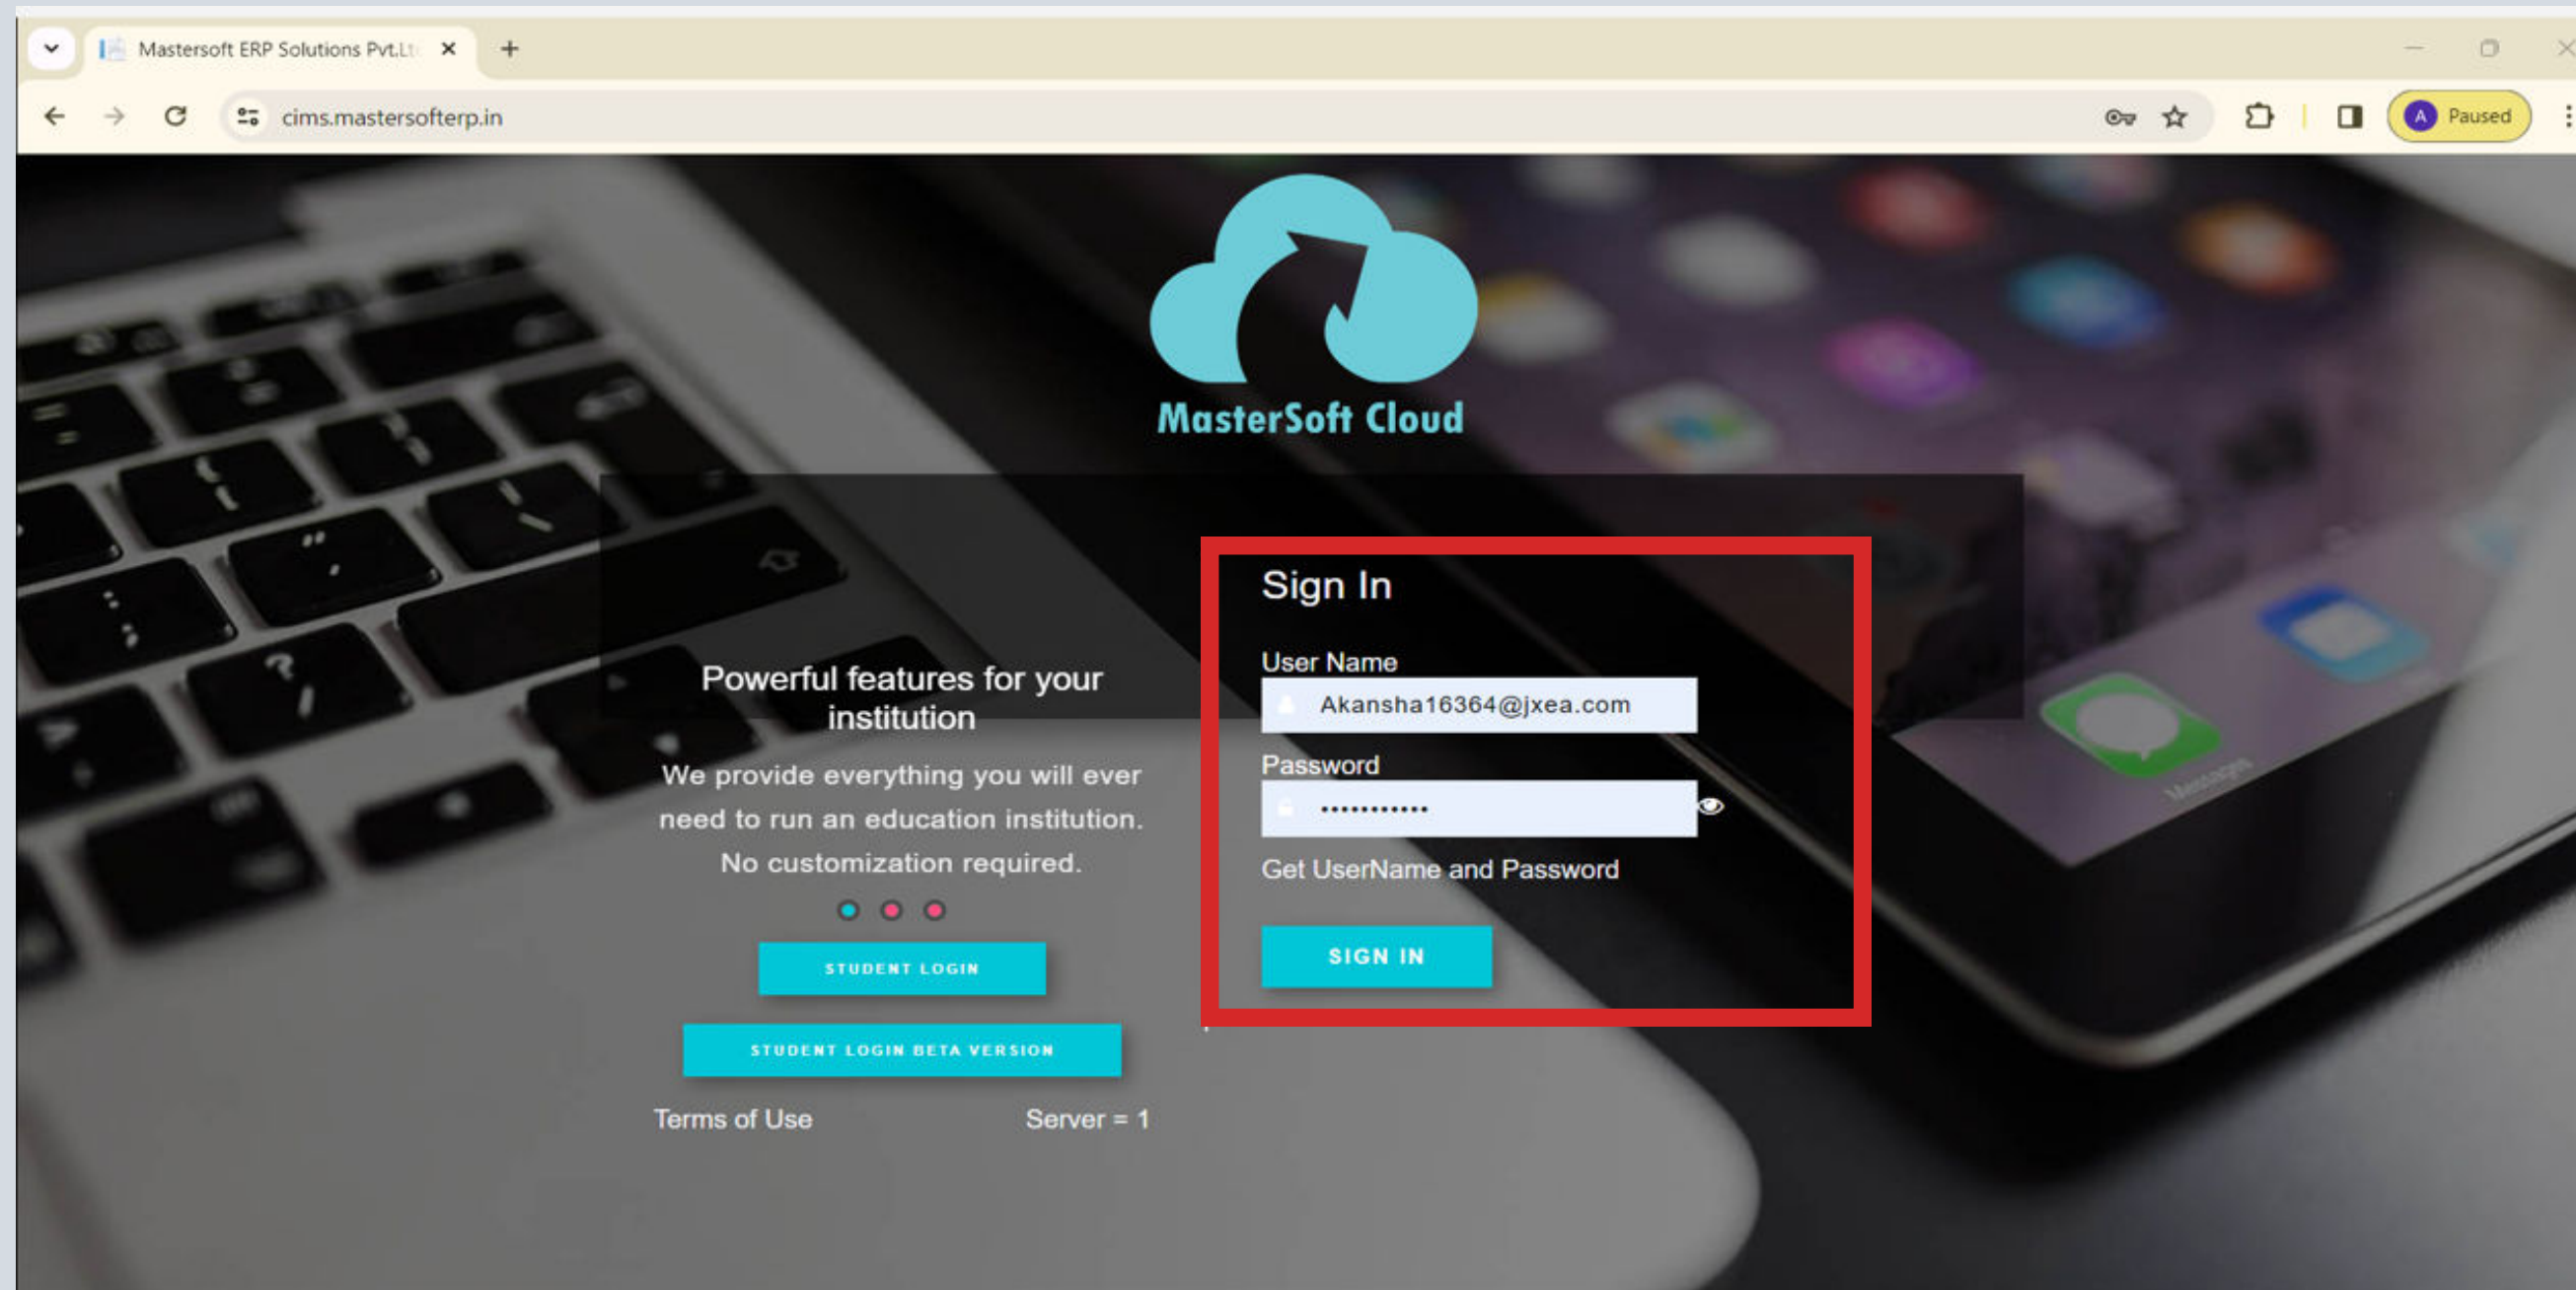 Mastersoft ERP Solutions Pvt.Lt
cims.mastersofterp.in
A Paused
MasterSoft Cloud
Powerful features for your
institution
We provide everything you will ever
need to run an education institution.
No customization required.
STUDENT LOGIN
STUDENT LOGIN BETA VERSION
Terms of Use
Server = 1
Sign In
User Name
Akansha16364@jxea.com
Password
•••••••••••
Get UserName and Password
SIGN IN
Messages